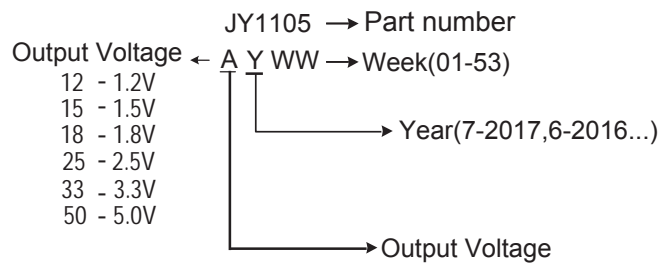 JY1105 → Part number
Output Voltage ← A Y WW → Week(01-53)
12 - 1.2V
15 - 1.5V
18 - 1.8V
25 - 2.5V
33 - 3.3V
50 - 5.0V
Year(7-2017,6-2016...)
Output Voltage